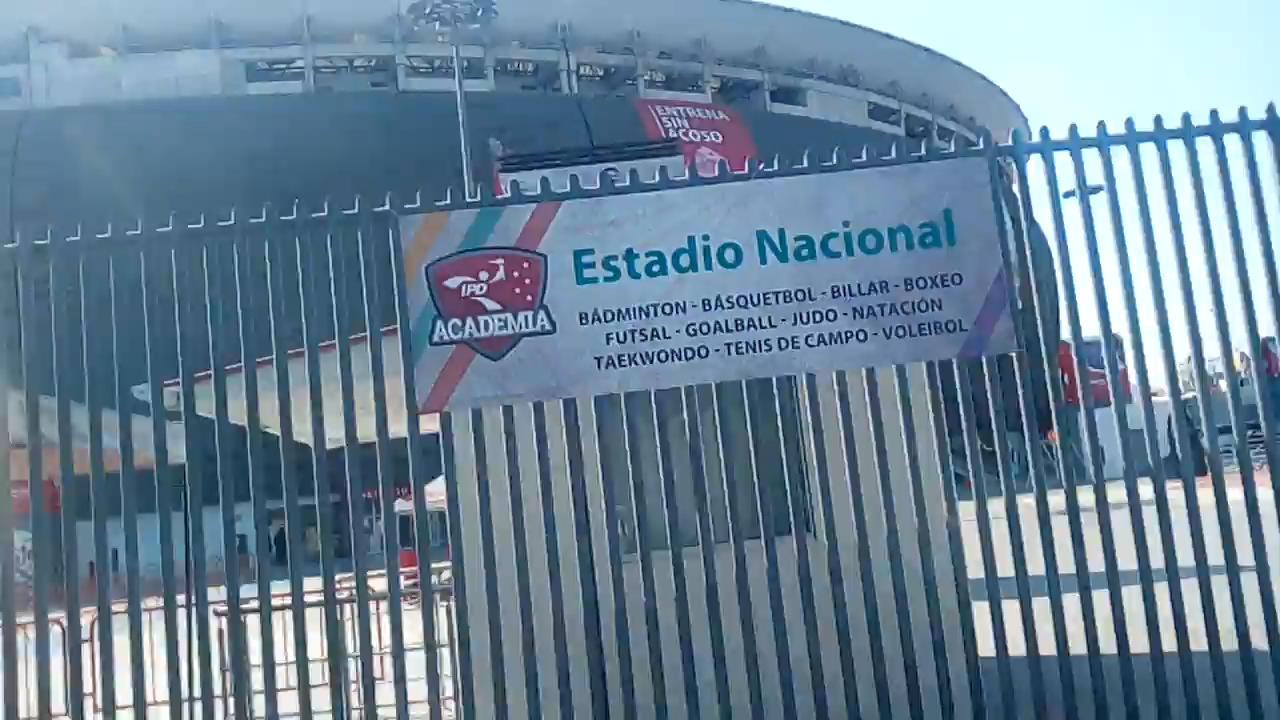 ENTRENA
SIN
ACOSO
Estadio Nacional
IPD
ACADEMIA
BÁDMINTON - BÁSQUETBOL - BILLAR - BOXEO
FUTSAL - GOALBALL - JUDO - NATACIÓN
TAEKWONDO - TENIS DE CAMPO - VOLEIBOL